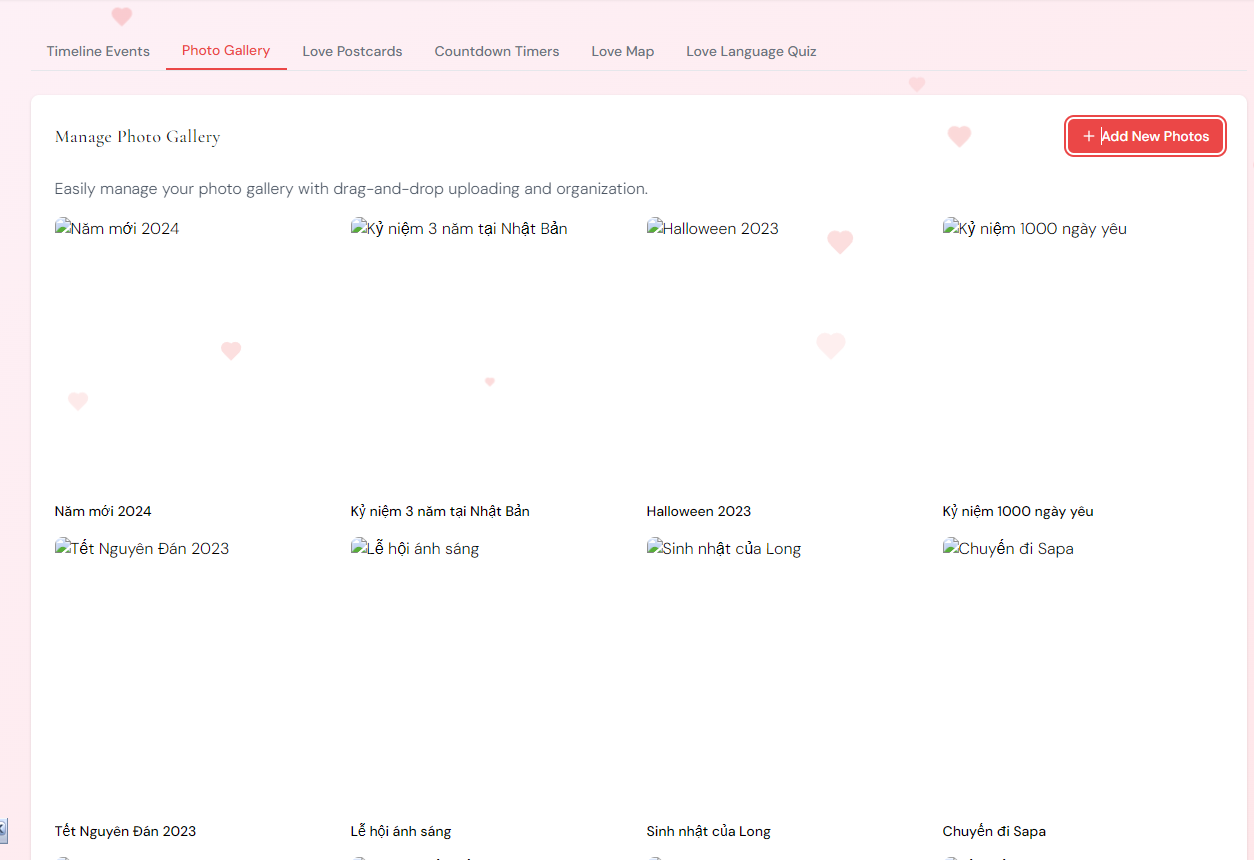 Timeline Events Photo Gallery Love Postcards Countdown Timers Love Map Love Language Quiz
Manage Photo Gallery
+ Add New Photos
Easily manage your photo gallery with drag-and-drop uploading and organization.
Năm mới 2024 Kỷ niệm 3 năm tại Nhật Bản Halloween 2023 Kỷ niệm 1000 ngày yêu
Năm mới 2024 Kỷ niệm 3 năm tại Nhật Bản Halloween 2023 Kỷ niệm 1000 ngày yêu
Tết Nguyên Đán 2023 Lễ hội ánh sáng Sinh nhật của Long Chuyến đi Sapa
Tết Nguyên Đán 2023 Lễ hội ánh sáng Sinh nhật của Long Chuyến đi Sapa